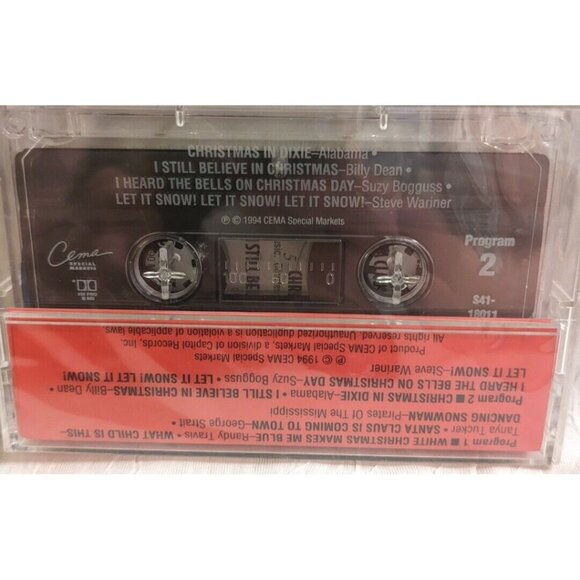 CHRISTMAS IN DIXIE–Alabama •
I STILL BELIEVE IN CHRISTMAS–Billy Dean •
I HEARD THE BELLS ON CHRISTMAS DAY–Suzy Bogguss •
LET IT SNOW! LET IT SNOW! LET IT SNOW!–Steve Wariner
℗ © 1994 CEMA Special Markets
Cema
SPECIAL
MARKETS
Program
2
S41-
18011
100 50 0
Program 1 ■ WHITE CHRISTMAS MAKES ME BLUE–Randy Travis • WHAT CHILD IS THIS–
Tanya Tucker • SANTA CLAUS IS COMING TO TOWN–George Strait •
DANCING SNOWMAN–Pirates Of The Mississippi
Program 2 ■ CHRISTMAS IN DIXIE–Alabama • I STILL BELIEVE IN CHRISTMAS–Billy Dean •
I HEARD THE BELLS ON CHRISTMAS DAY–Suzy Bogguss • LET IT SNOW! LET IT SNOW!
LET IT SNOW!–Steve Wariner
℗ © 1994 CEMA Special Markets
Product of CEMA Special Markets, a division of Capitol Records, Inc.
All rights reserved. Unauthorized duplication is a violation of applicable laws.